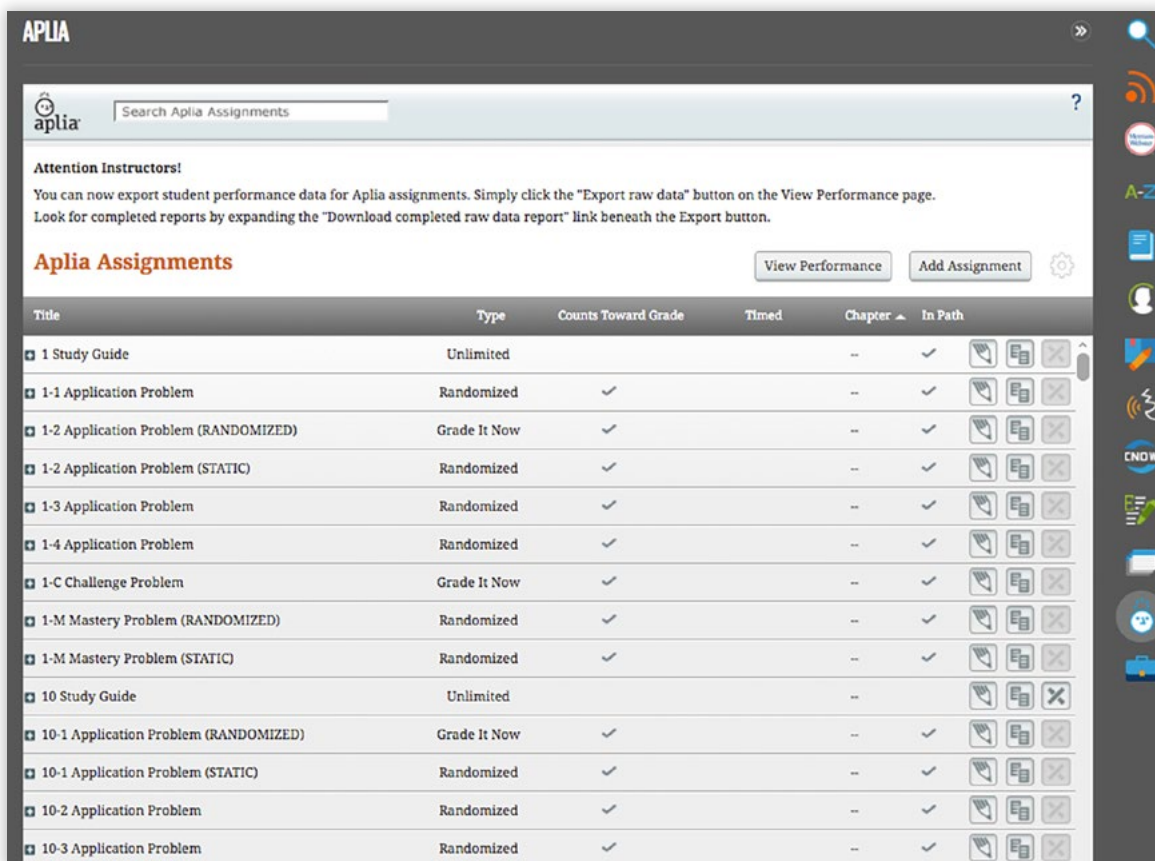 APLIA
aplia
Search Aplia Assignments
?
Attention Instructors!
You can now export student performance data for Aplia assignments. Simply click the "Export raw data" button on the View Performance page.
Look for completed reports by expanding the "Download completed raw data report" link beneath the Export button.
Aplia Assignments
View Performance
Add Assignment
Title Type Counts Toward Grade Timed Chapter In Path
1 Study Guide Unlimited --
1-1 Application Problem Randomized --
1-2 Application Problem (RANDOMIZED) Grade It Now --
1-2 Application Problem (STATIC) Randomized --
1-3 Application Problem Randomized --
1-4 Application Problem Randomized --
1-C Challenge Problem Grade It Now --
1-M Mastery Problem (RANDOMIZED) Randomized --
1-M Mastery Problem (STATIC) Randomized --
10 Study Guide Unlimited --
10-1 Application Problem (RANDOMIZED) Grade It Now --
10-1 Application Problem (STATIC) Randomized --
10-2 Application Problem Randomized --
10-3 Application Problem Randomized --
A-Z
CNOW